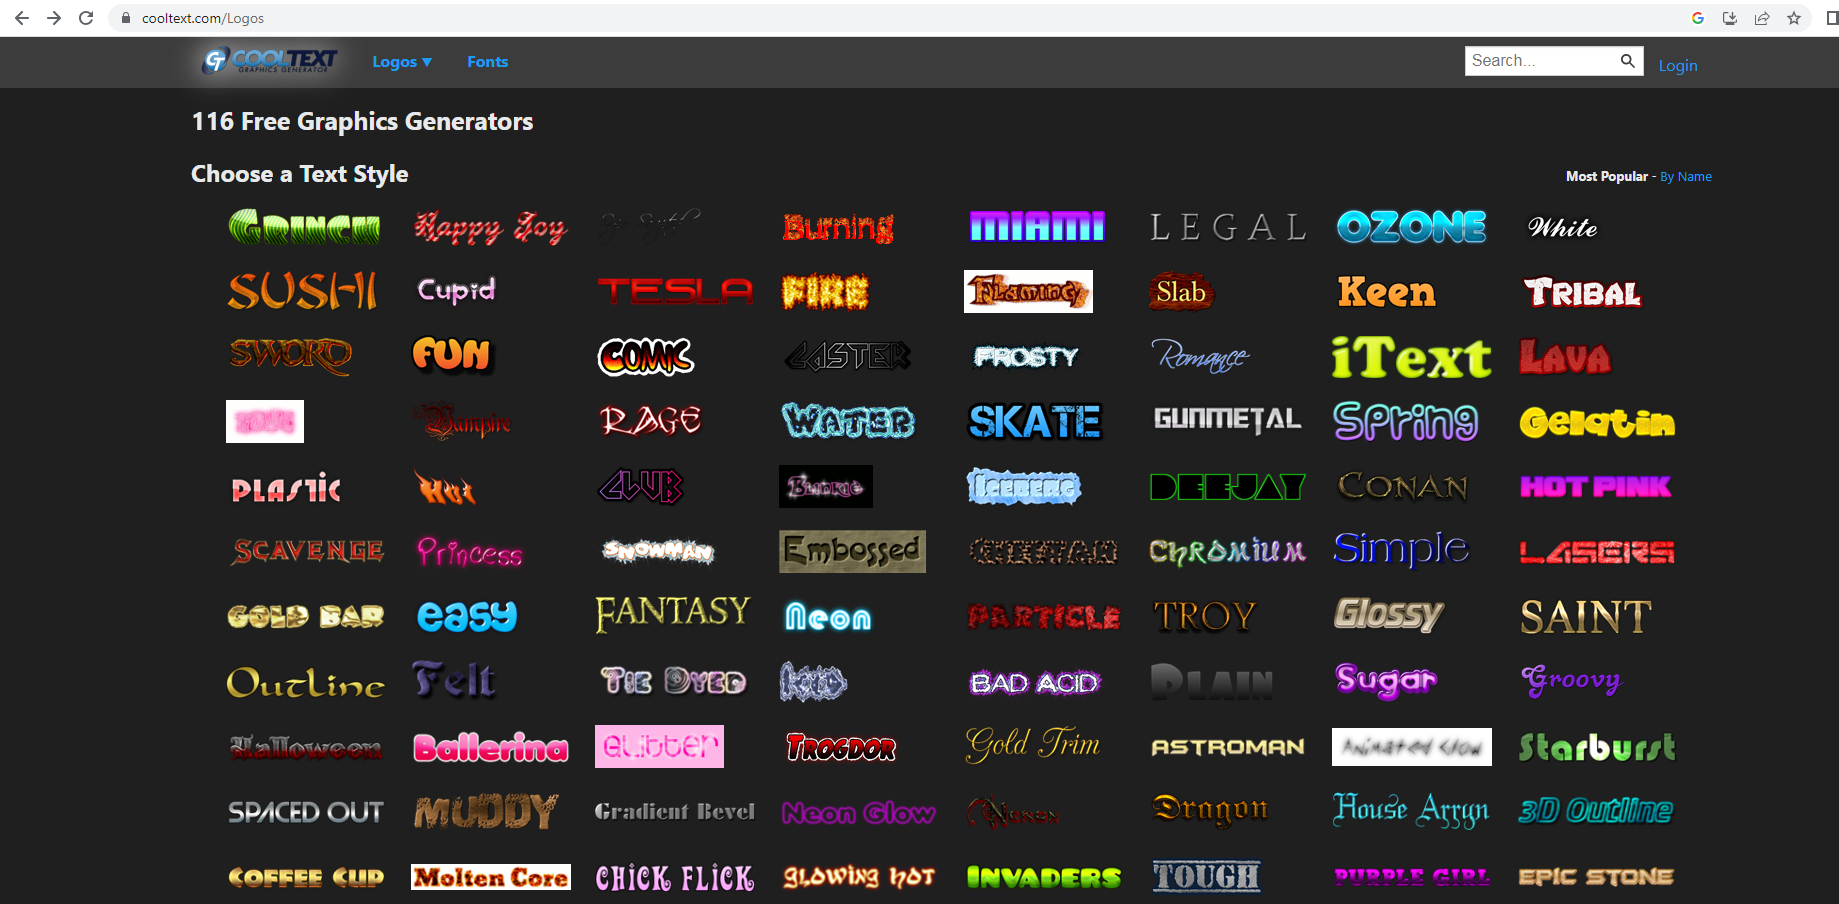 cooltext.com/Logos
COOLTEXT
GRAPHICS GENERATOR
Logos ▼ Fonts Search... Login
116 Free Graphics Generators
Choose a Text Style Most Popular - By Name
GRINCH Happy Joy Burning MIAMI LEGAL OZONE White
SUSHI Cupid TESLA FIRE Flaming Slab Keen TRIBAL
SWORD FUN COMIC CASTER FROSTY Romance iText LAVA
Vampire RAGE WATER SKATE GUNMETAL Spring Gelatin
PLASTIC Hot CLUB Blinkie ICEBERG DEEJAY CONAN HOT PINK
SCAVENGE Princess SNOWMAN Embossed CHEETAH CHROMIUM Simple LASERS
GOLD BAR easy FANTASY Neon PARTICLE TROY Glossy SAINT
Outline Felt TIE DYED BAD ACID PLAIN Sugar Groovy
Halloween Ballerina Glitter TROGDOR Gold Trim ASTROMAN Animated Glow Starburst
SPACED OUT MUDDY Gradient Bevel Neon Glow Dragon House Arryn 3D Outline
COFFEE CUP Molten Core CHICK FLICK GLOWING HOT INVADERS TOUGH PURPLE GIRL EPIC STONE